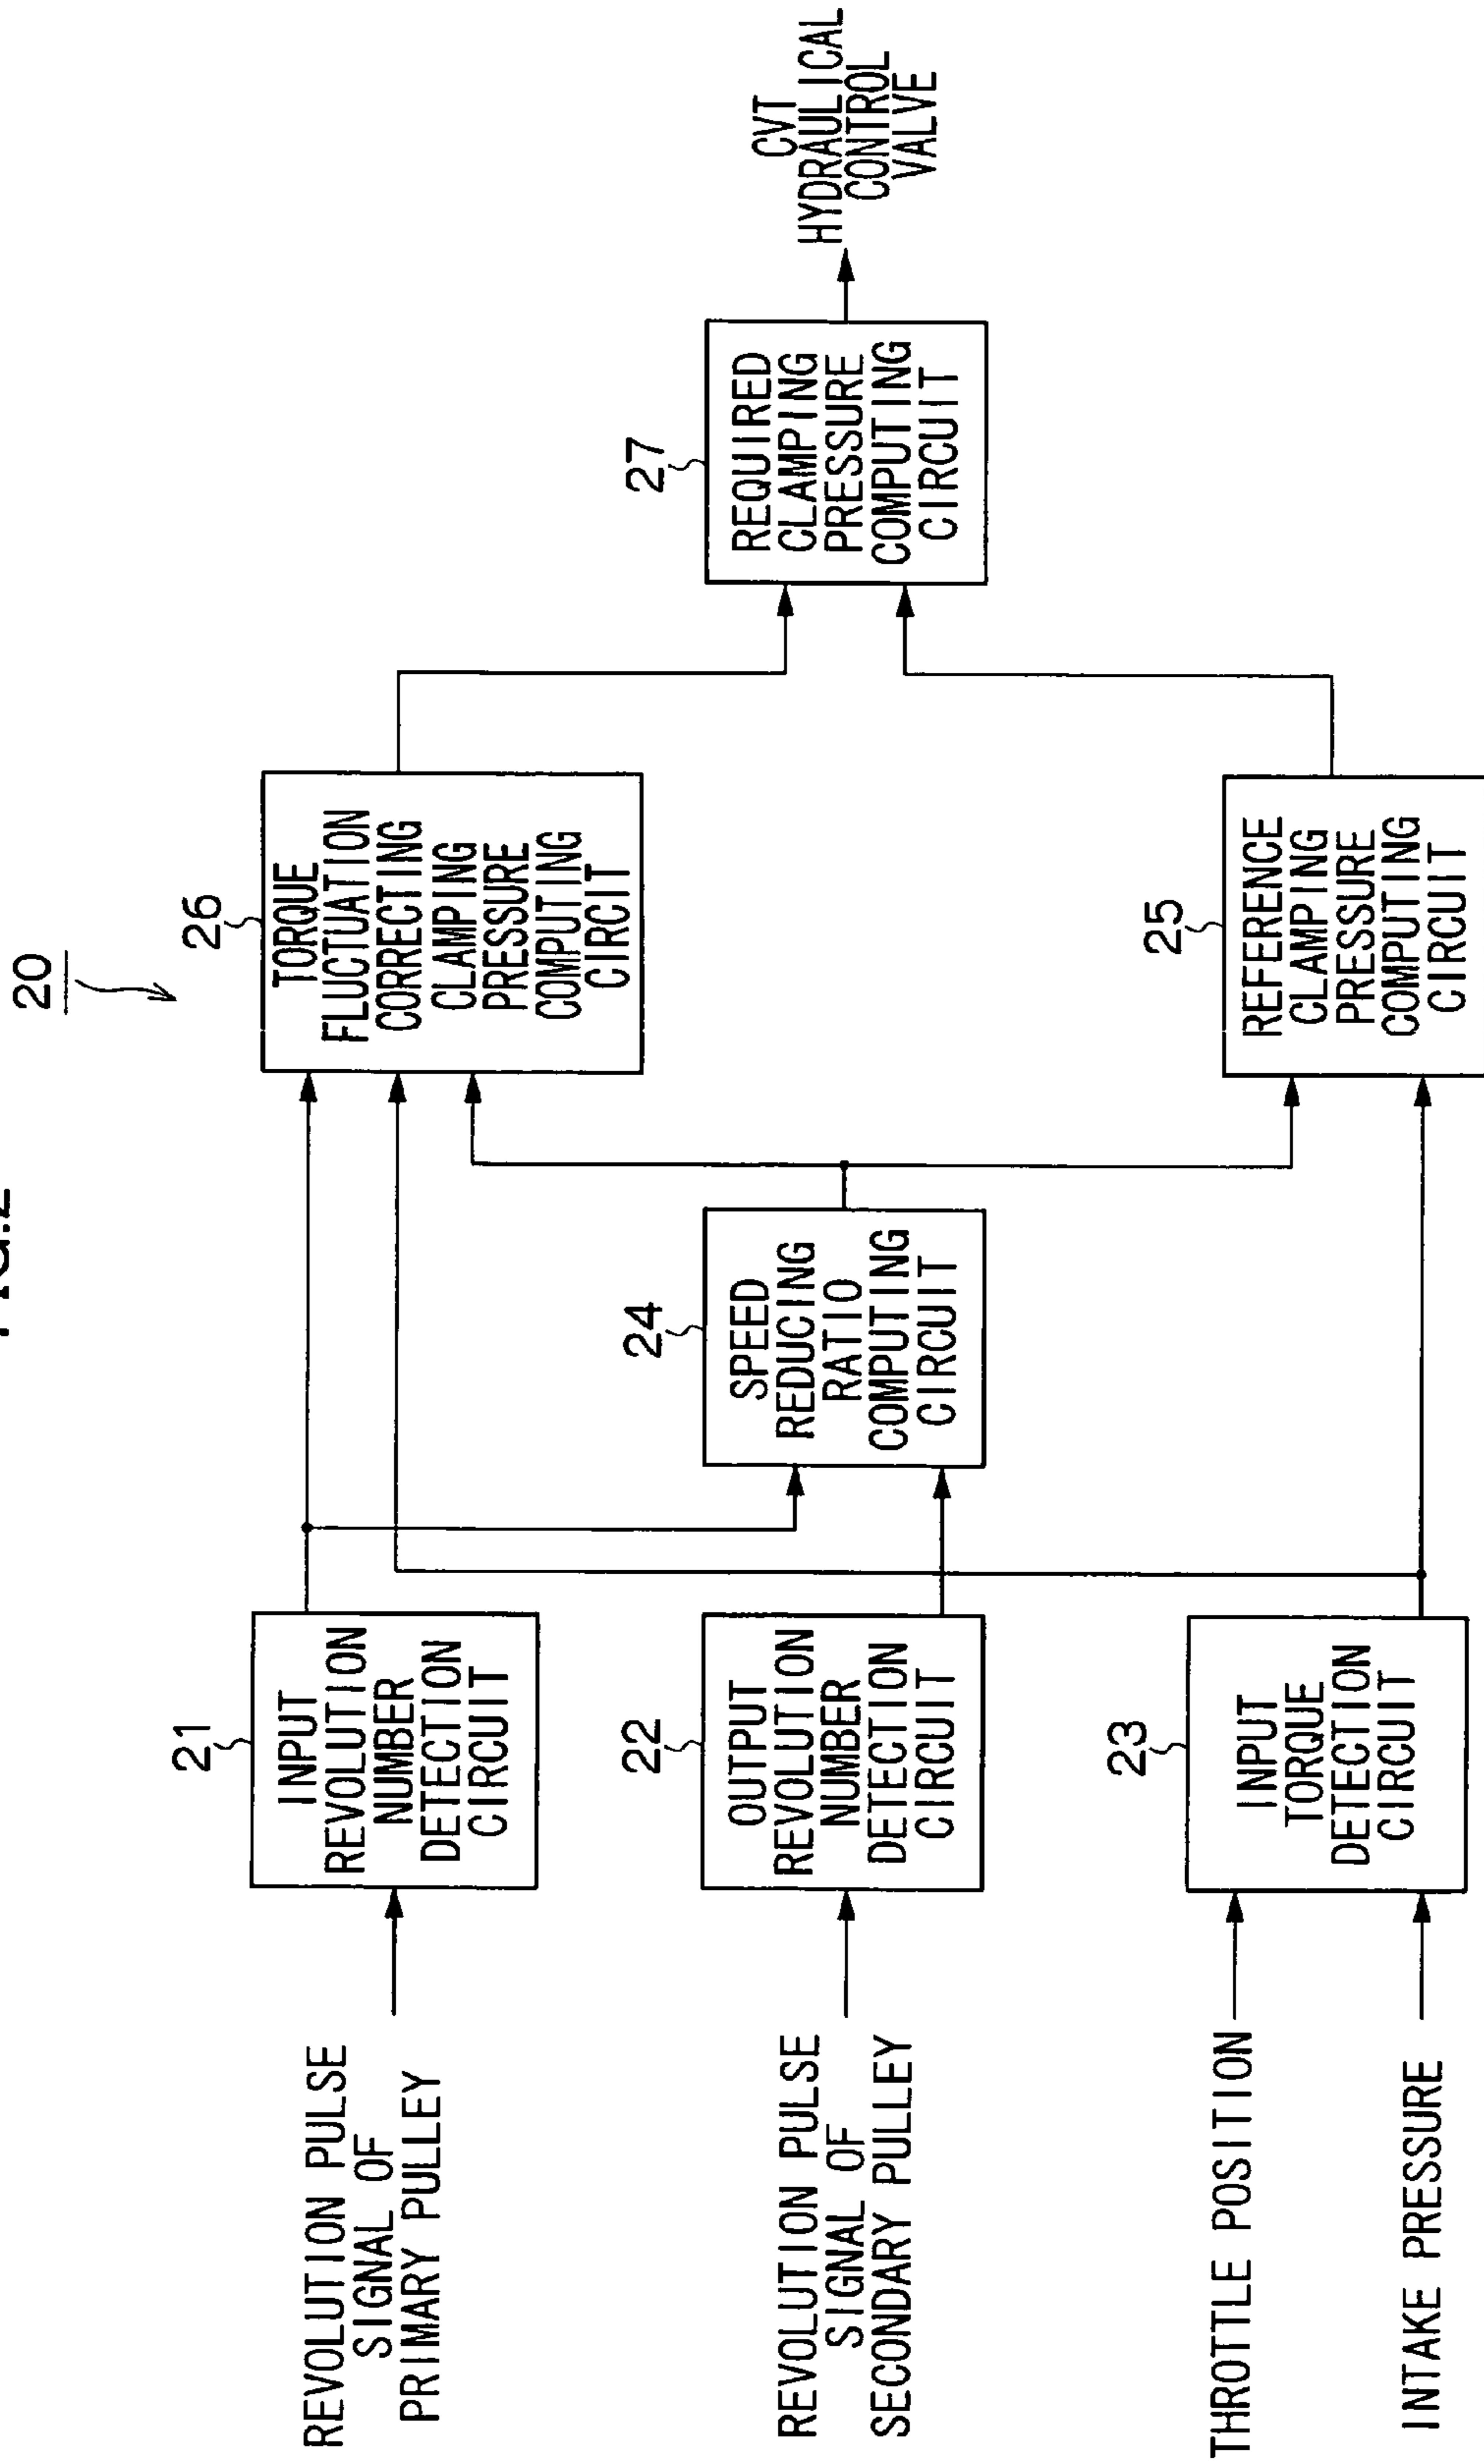 20
REVOLUTION PULSE
SIGNAL OF
PRIMARY PULLEY
21
INPUT
REVOLUTION
NUMBER
DETECTION
CIRCUIT
REVOLUTION PULSE
SIGNAL OF
SECONDARY PULLEY
22
OUTPUT
REVOLUTION
NUMBER
DETECTION
CIRCUIT
THROTTLE POSITION
INTAKE PRESSURE
23
INPUT
TORQUE
DETECTION
CIRCUIT
24
SPEED
REDUCING
RATIO
COMPUTING
CIRCUIT
26
TORQUE
FLUCTUATION
CORRECTING
CLAMPING
PRESSURE
COMPUTING
CIRCUIT
25
REFERENCE
CLAMPING
PRESSURE
COMPUTING
CIRCUIT
27
REQUIRED
CLAMPING
PRESSURE
COMPUTING
CIRCUIT
CVT
HYDRAULICAL
CONTROL
VALVE